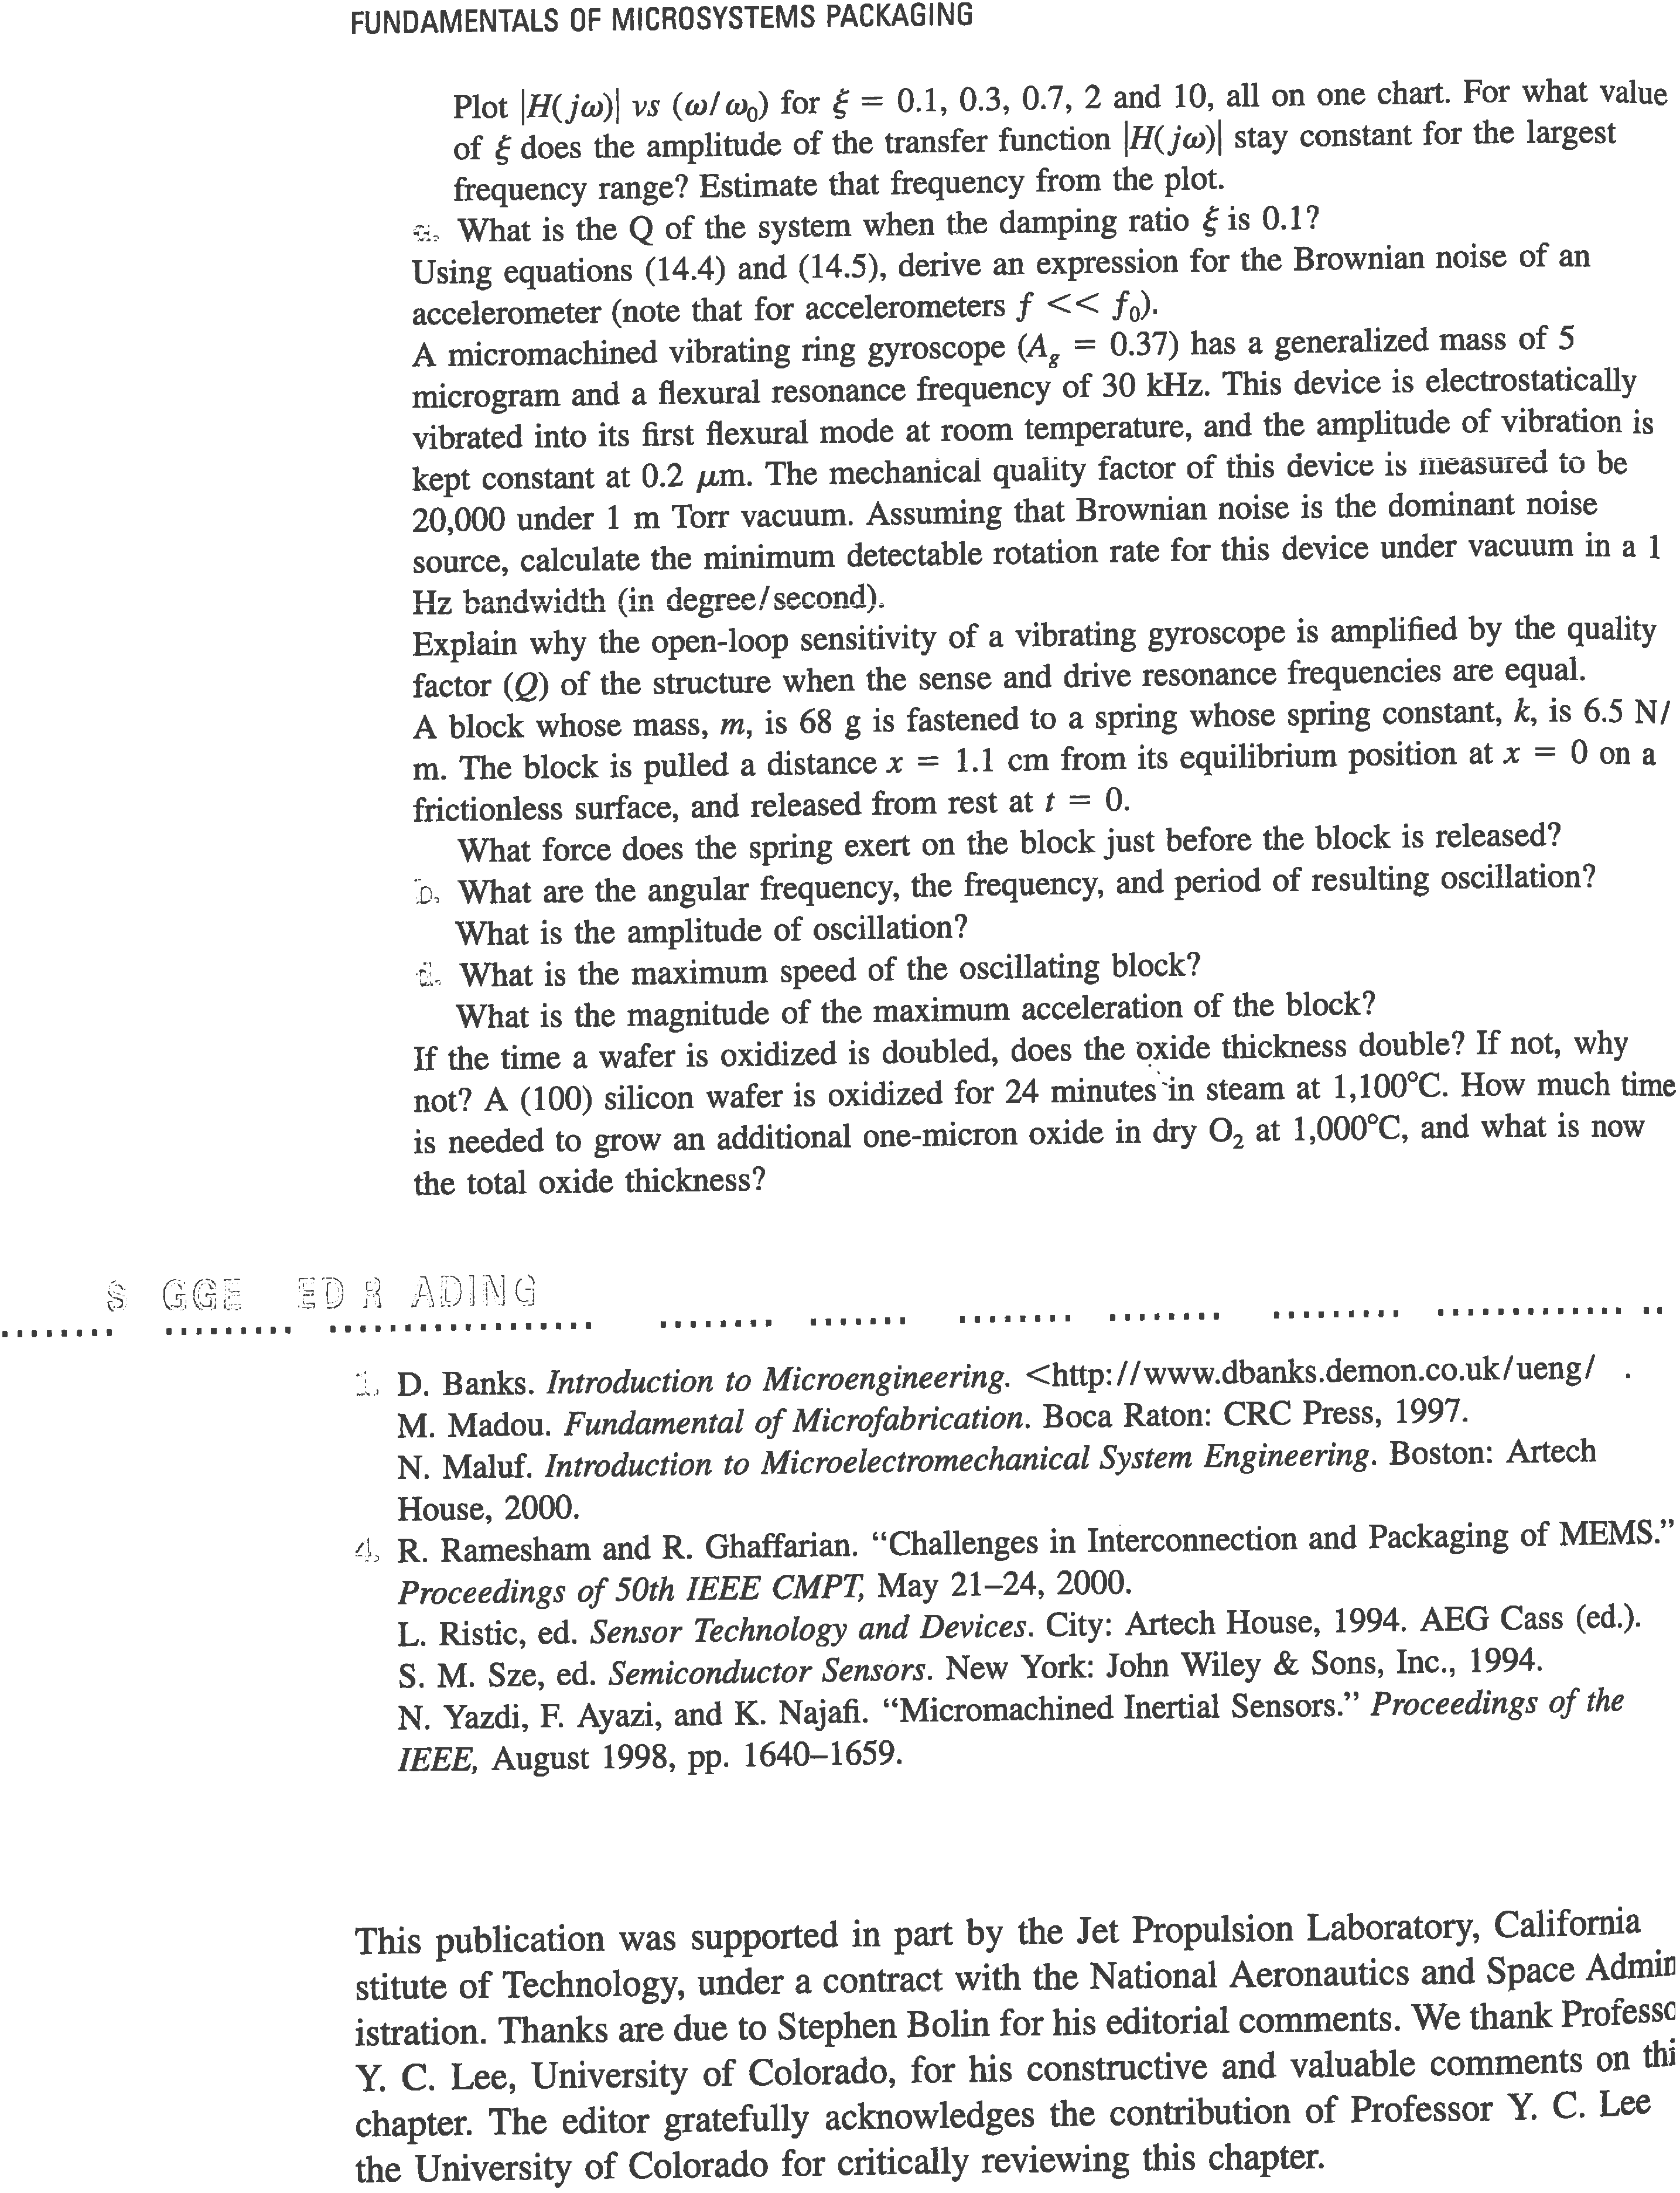 FUNDAMENTALS OF MICROSYSTEMS PACKAGING
Plot |H(jω)| vs (ω/ω₀) for ξ = 0.1, 0.3, 0.7, 2 and 10, all on one chart. For what value
of ξ does the amplitude of the transfer function |H(jω)| stay constant for the largest
frequency range? Estimate that frequency from the plot.
What is the Q of the system when the damping ratio ξ is 0.1?
Using equations (14.4) and (14.5), derive an expression for the Brownian noise of an
accelerometer (note that for accelerometers f << f₀).
A micromachined vibrating ring gyroscope (A_g = 0.37) has a generalized mass of 5
microgram and a flexural resonance frequency of 30 kHz. This device is electrostatically
vibrated into its first flexural mode at room temperature, and the amplitude of vibration is
kept constant at 0.2 μm. The mechanical quality factor of this device is measured to be
20,000 under 1 m Torr vacuum. Assuming that Brownian noise is the dominant noise
source, calculate the minimum detectable rotation rate for this device under vacuum in a 1
Hz bandwidth (in degree/second).
Explain why the open-loop sensitivity of a vibrating gyroscope is amplified by the quality
factor (Q) of the structure when the sense and drive resonance frequencies are equal.
A block whose mass, m, is 68 g is fastened to a spring whose spring constant, k, is 6.5 N/
m. The block is pulled a distance x = 1.1 cm from its equilibrium position at x = 0 on a
frictionless surface, and released from rest at t = 0.
What force does the spring exert on the block just before the block is released?
b. What are the angular frequency, the frequency, and period of resulting oscillation?
What is the amplitude of oscillation?
d. What is the maximum speed of the oscillating block?
What is the magnitude of the maximum acceleration of the block?
If the time a wafer is oxidized is doubled, does the oxide thickness double? If not, why
not? A (100) silicon wafer is oxidized for 24 minutes in steam at 1,100°C. How much time
is needed to grow an additional one-micron oxide in dry O₂ at 1,000°C, and what is now
the total oxide thickness?
S GGE ED R ADING
1. D. Banks. Introduction to Microengineering. <http://www.dbanks.demon.co.uk/ueng/ .
M. Madou. Fundamental of Microfabrication. Boca Raton: CRC Press, 1997.
N. Maluf. Introduction to Microelectromechanical System Engineering. Boston: Artech
House, 2000.
4. R. Ramesham and R. Ghaffarian. “Challenges in Interconnection and Packaging of MEMS.”
Proceedings of 50th IEEE CMPT, May 21–24, 2000.
L. Ristic, ed. Sensor Technology and Devices. City: Artech House, 1994. AEG Cass (ed.).
S. M. Sze, ed. Semiconductor Sensors. New York: John Wiley & Sons, Inc., 1994.
N. Yazdi, F. Ayazi, and K. Najafi. “Micromachined Inertial Sensors.” Proceedings of the
IEEE, August 1998, pp. 1640–1659.
This publication was supported in part by the Jet Propulsion Laboratory, California
stitute of Technology, under a contract with the National Aeronautics and Space Admin
istration. Thanks are due to Stephen Bolin for his editorial comments. We thank Professo
Y. C. Lee, University of Colorado, for his constructive and valuable comments on thi
chapter. The editor gratefully acknowledges the contribution of Professor Y. C. Lee
the University of Colorado for critically reviewing this chapter.